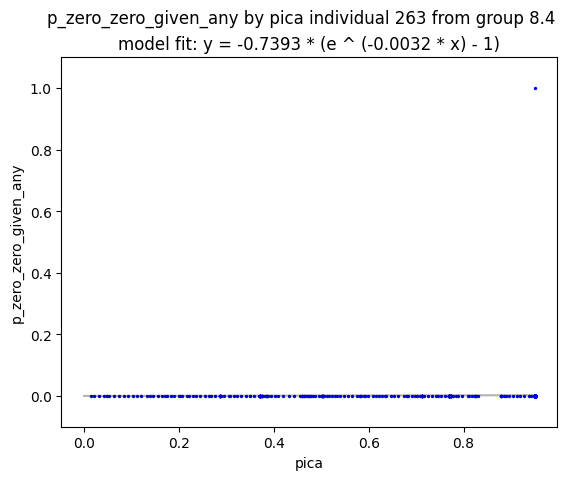 p_zero_zero_given_any by pica individual 263 from group 8.4
model fit: y = -0.7393 * (e ^ (-0.0032 * x) - 1)
1.0
0.8
0.6
0.4
0.2
0.0
p_zero_zero_given_any
0.0 0.2 0.4 0.6 0.8
pica